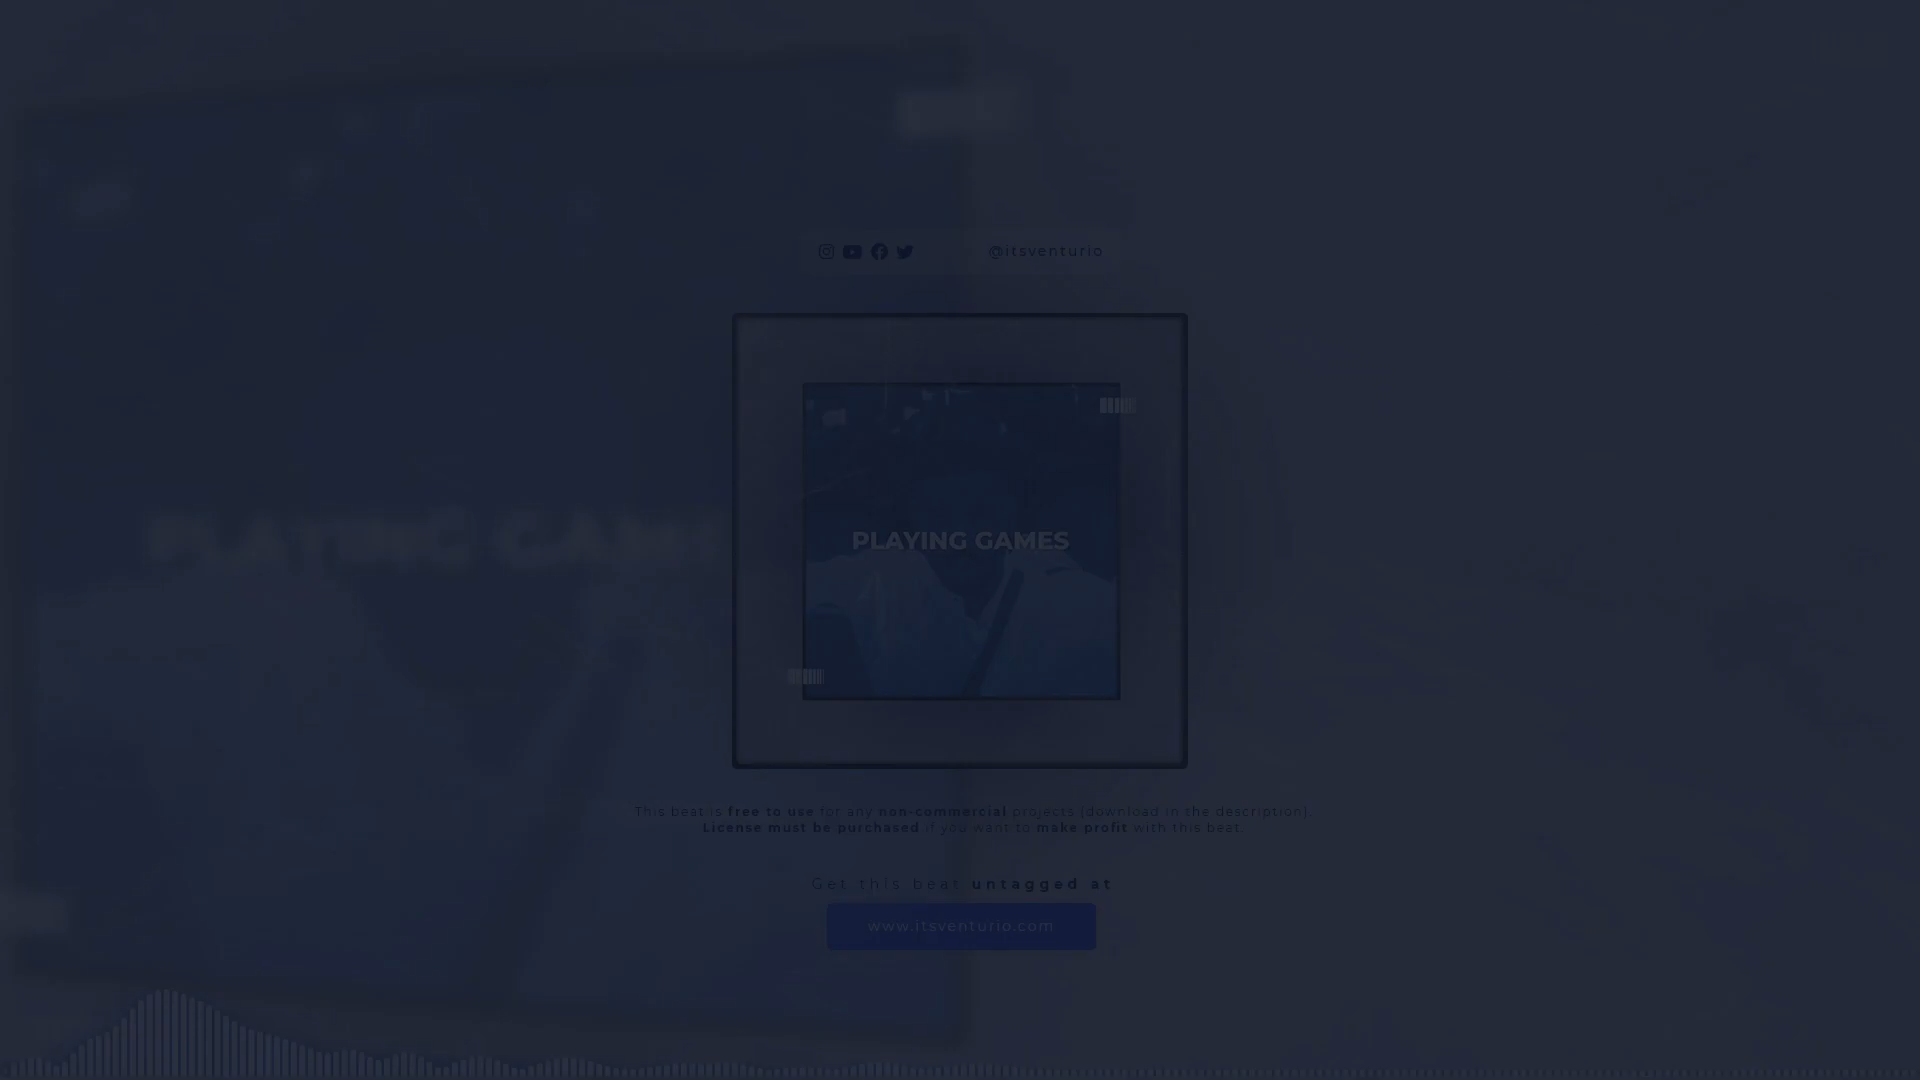 @itsventurio
PLAYING GAMES
PLAYING GAMES
This beat is free to use for any non-commercial projects (download in the description).
License must be purchased if you want to make profit with this beat.
Get this beat untagged at
www.itsventurio.com